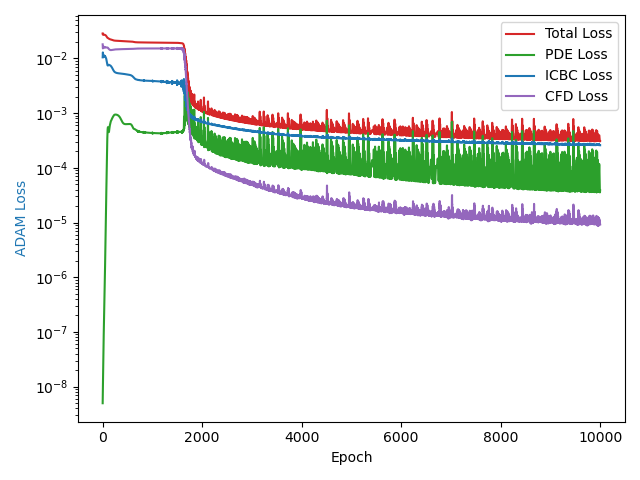 Total Loss
PDE Loss
ICBC Loss
CFD Loss
ADAM Loss
10⁻²
10⁻³
10⁻⁴
10⁻⁵
10⁻⁶
10⁻⁷
10⁻⁸
0 2000 4000 6000 8000 10000
Epoch